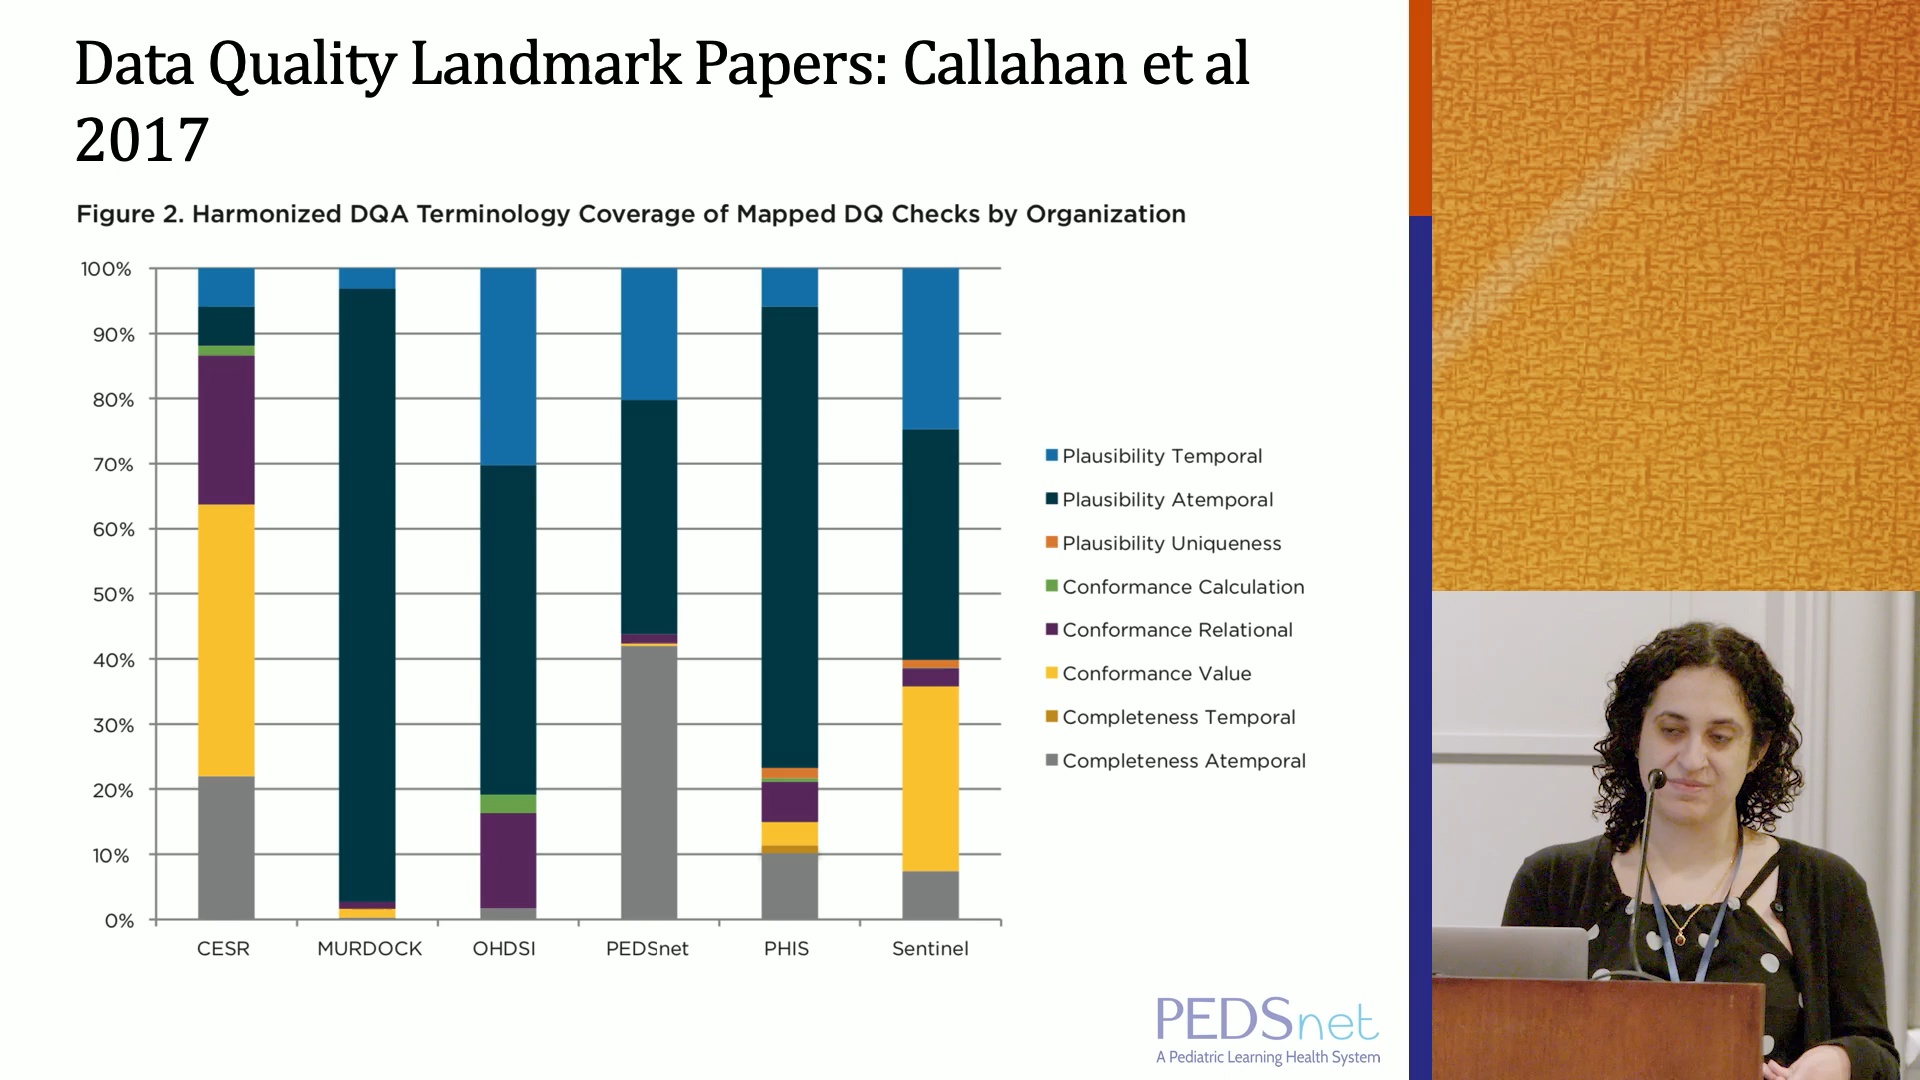 Data Quality Landmark Papers: Callahan et al
2017
Figure 2. Harmonized DQA Terminology Coverage of Mapped DQ Checks by Organization
100%
90%
80%
70%
60%
50%
40%
30%
20%
10%
0%
CESR
MURDOCK
OHDSI
PEDSnet
PHIS
Sentinel
Plausibility Temporal
Plausibility Atemporal
Plausibility Uniqueness
Conformance Calculation
Conformance Relational
Conformance Value
Completeness Temporal
Completeness Atemporal
PEDSnet
A Pediatric Learning Health System